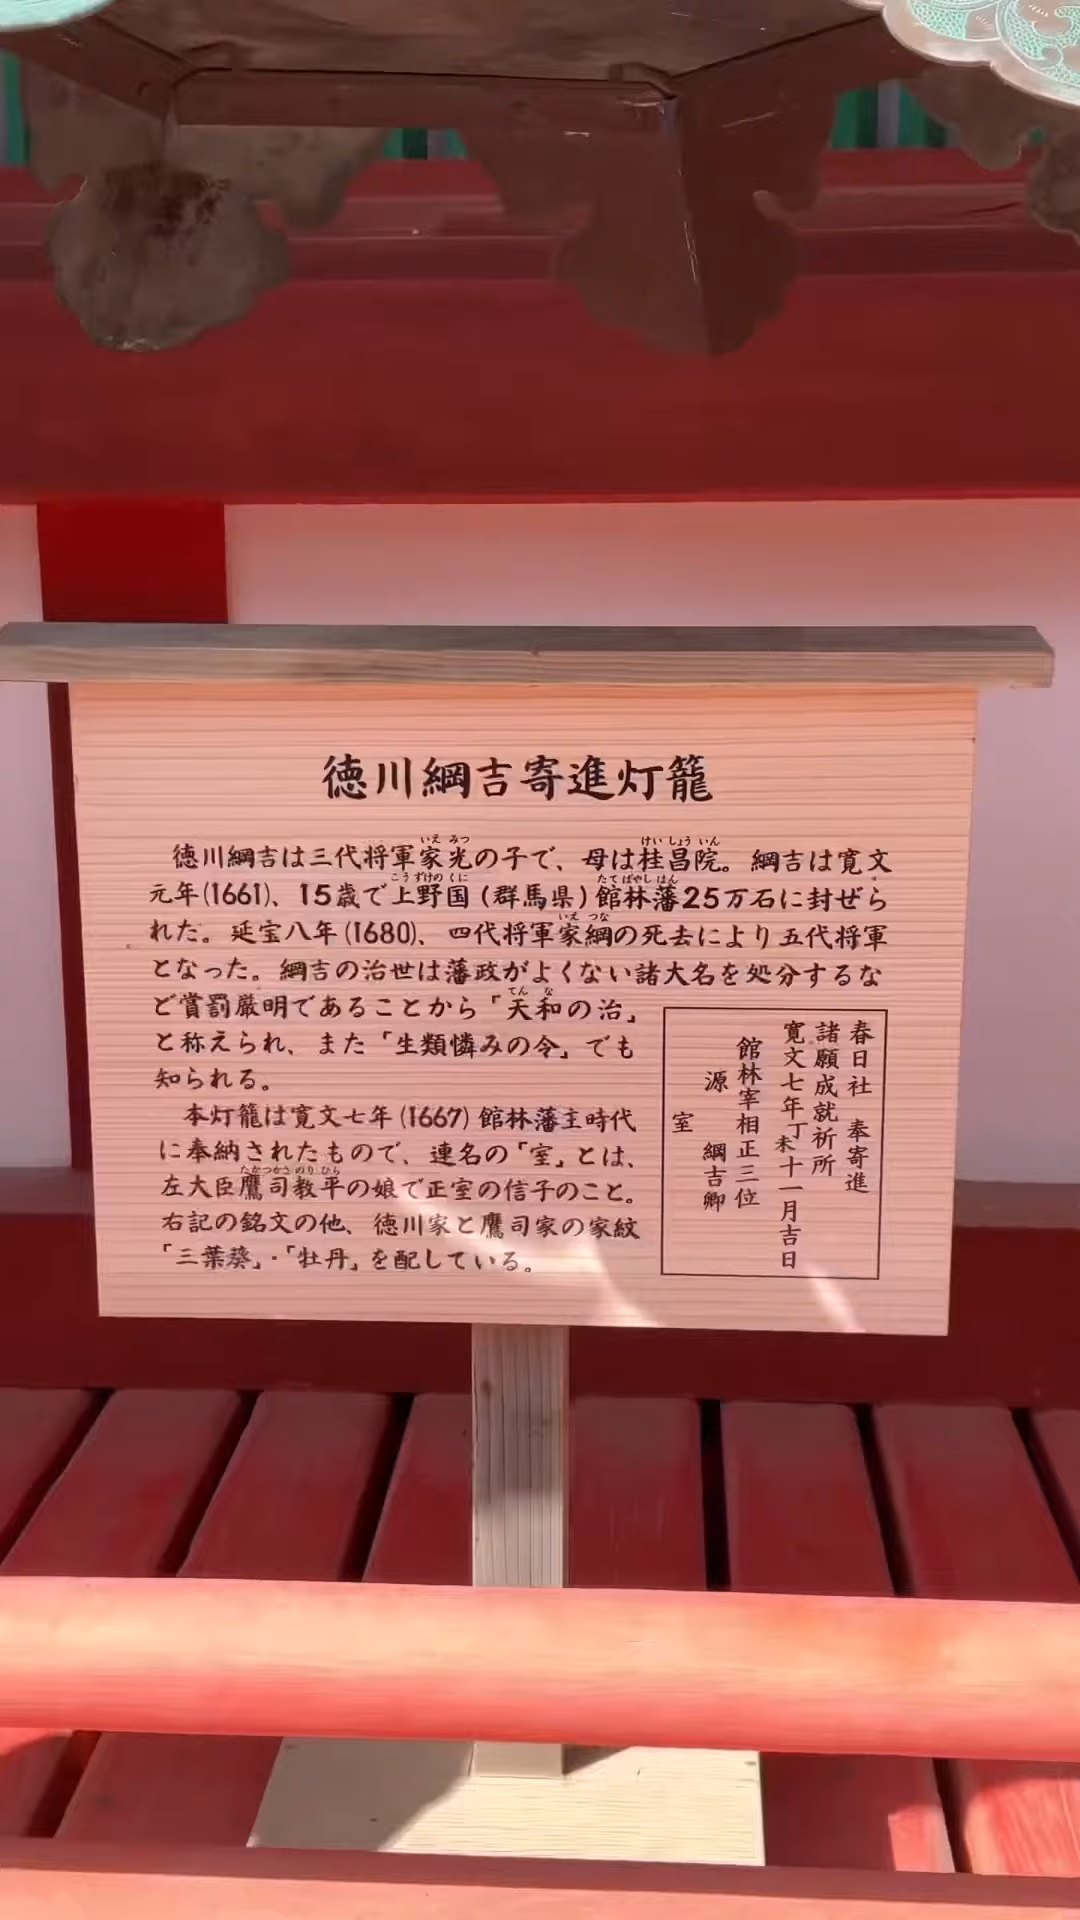 徳川綱吉寄進灯籠
徳川綱吉は三代将軍家光の子で、母は桂昌院。綱吉は寛文
元年(1661)、15歳で上野国(群馬県)館林藩25万石に封ぜら
れた。延宝八年(1680)、四代将軍家綱の死去により五代将軍
となった。綱吉の治世は藩政がよくない諸大名を処分するな
ど賞罰厳明であることから「天和の治」
と称えられ、また「生類憐みの令」でも
知られる。
本灯籠は寛文七年(1667)館林藩主時代
に奉納されたもので、連名の「室」とは、
左大臣鷹司教平の娘で正室の信子のこと。
右記の銘文の他、徳川家と鷹司家の家紋
「三葉葵」・「牡丹」を配している。
春日社 奉寄進
諸願成就祈所
寛文七年丁未十一月吉日
館林宰相正三位
源 綱吉卿
室